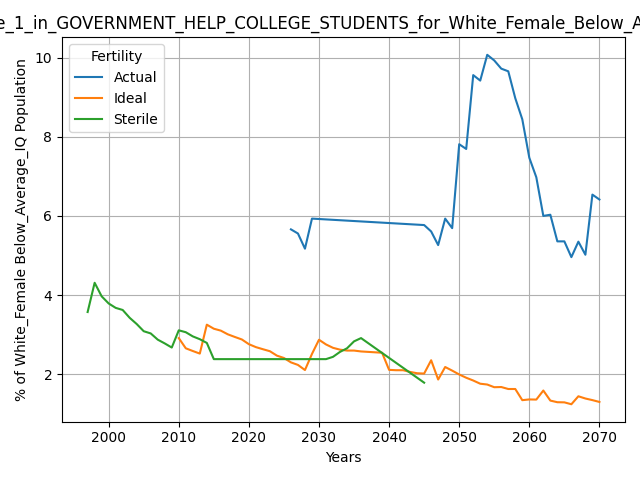 e_1_in_GOVERNMENT_HELP_COLLEGE_STUDENTS_for_White_Female_Below_A
Fertility
Actual
Ideal
Sterile
% of White_Female Below_Average_IQ Population
10
8
6
4
2
2000 2010 2020 2030 2040 2050 2060 2070
Years